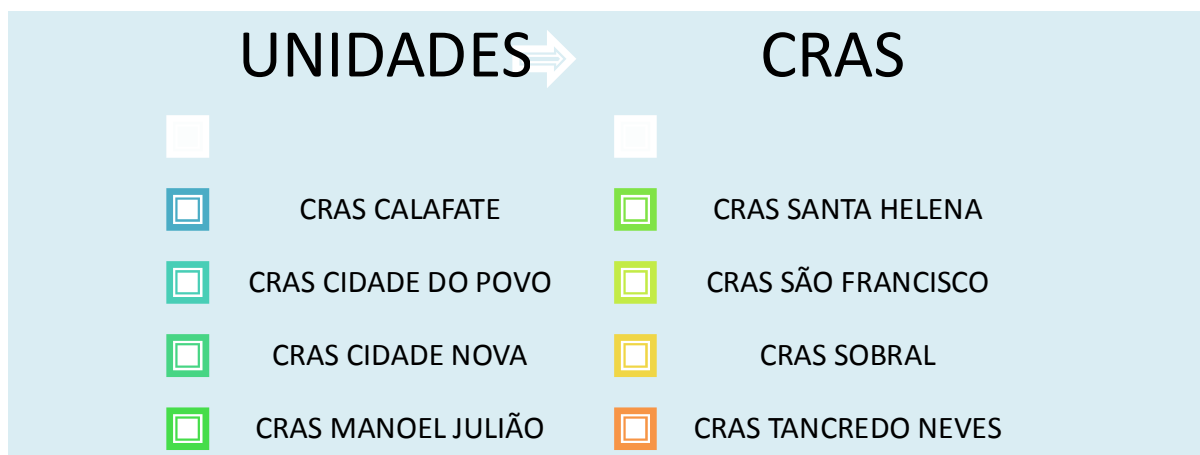 UNIDADES CRAS
CRAS CALAFATE
CRAS CIDADE DO POVO
CRAS CIDADE NOVA
CRAS MANOEL JULIÃO
CRAS SANTA HELENA
CRAS SÃO FRANCISCO
CRAS SOBRAL
CRAS TANCREDO NEVES